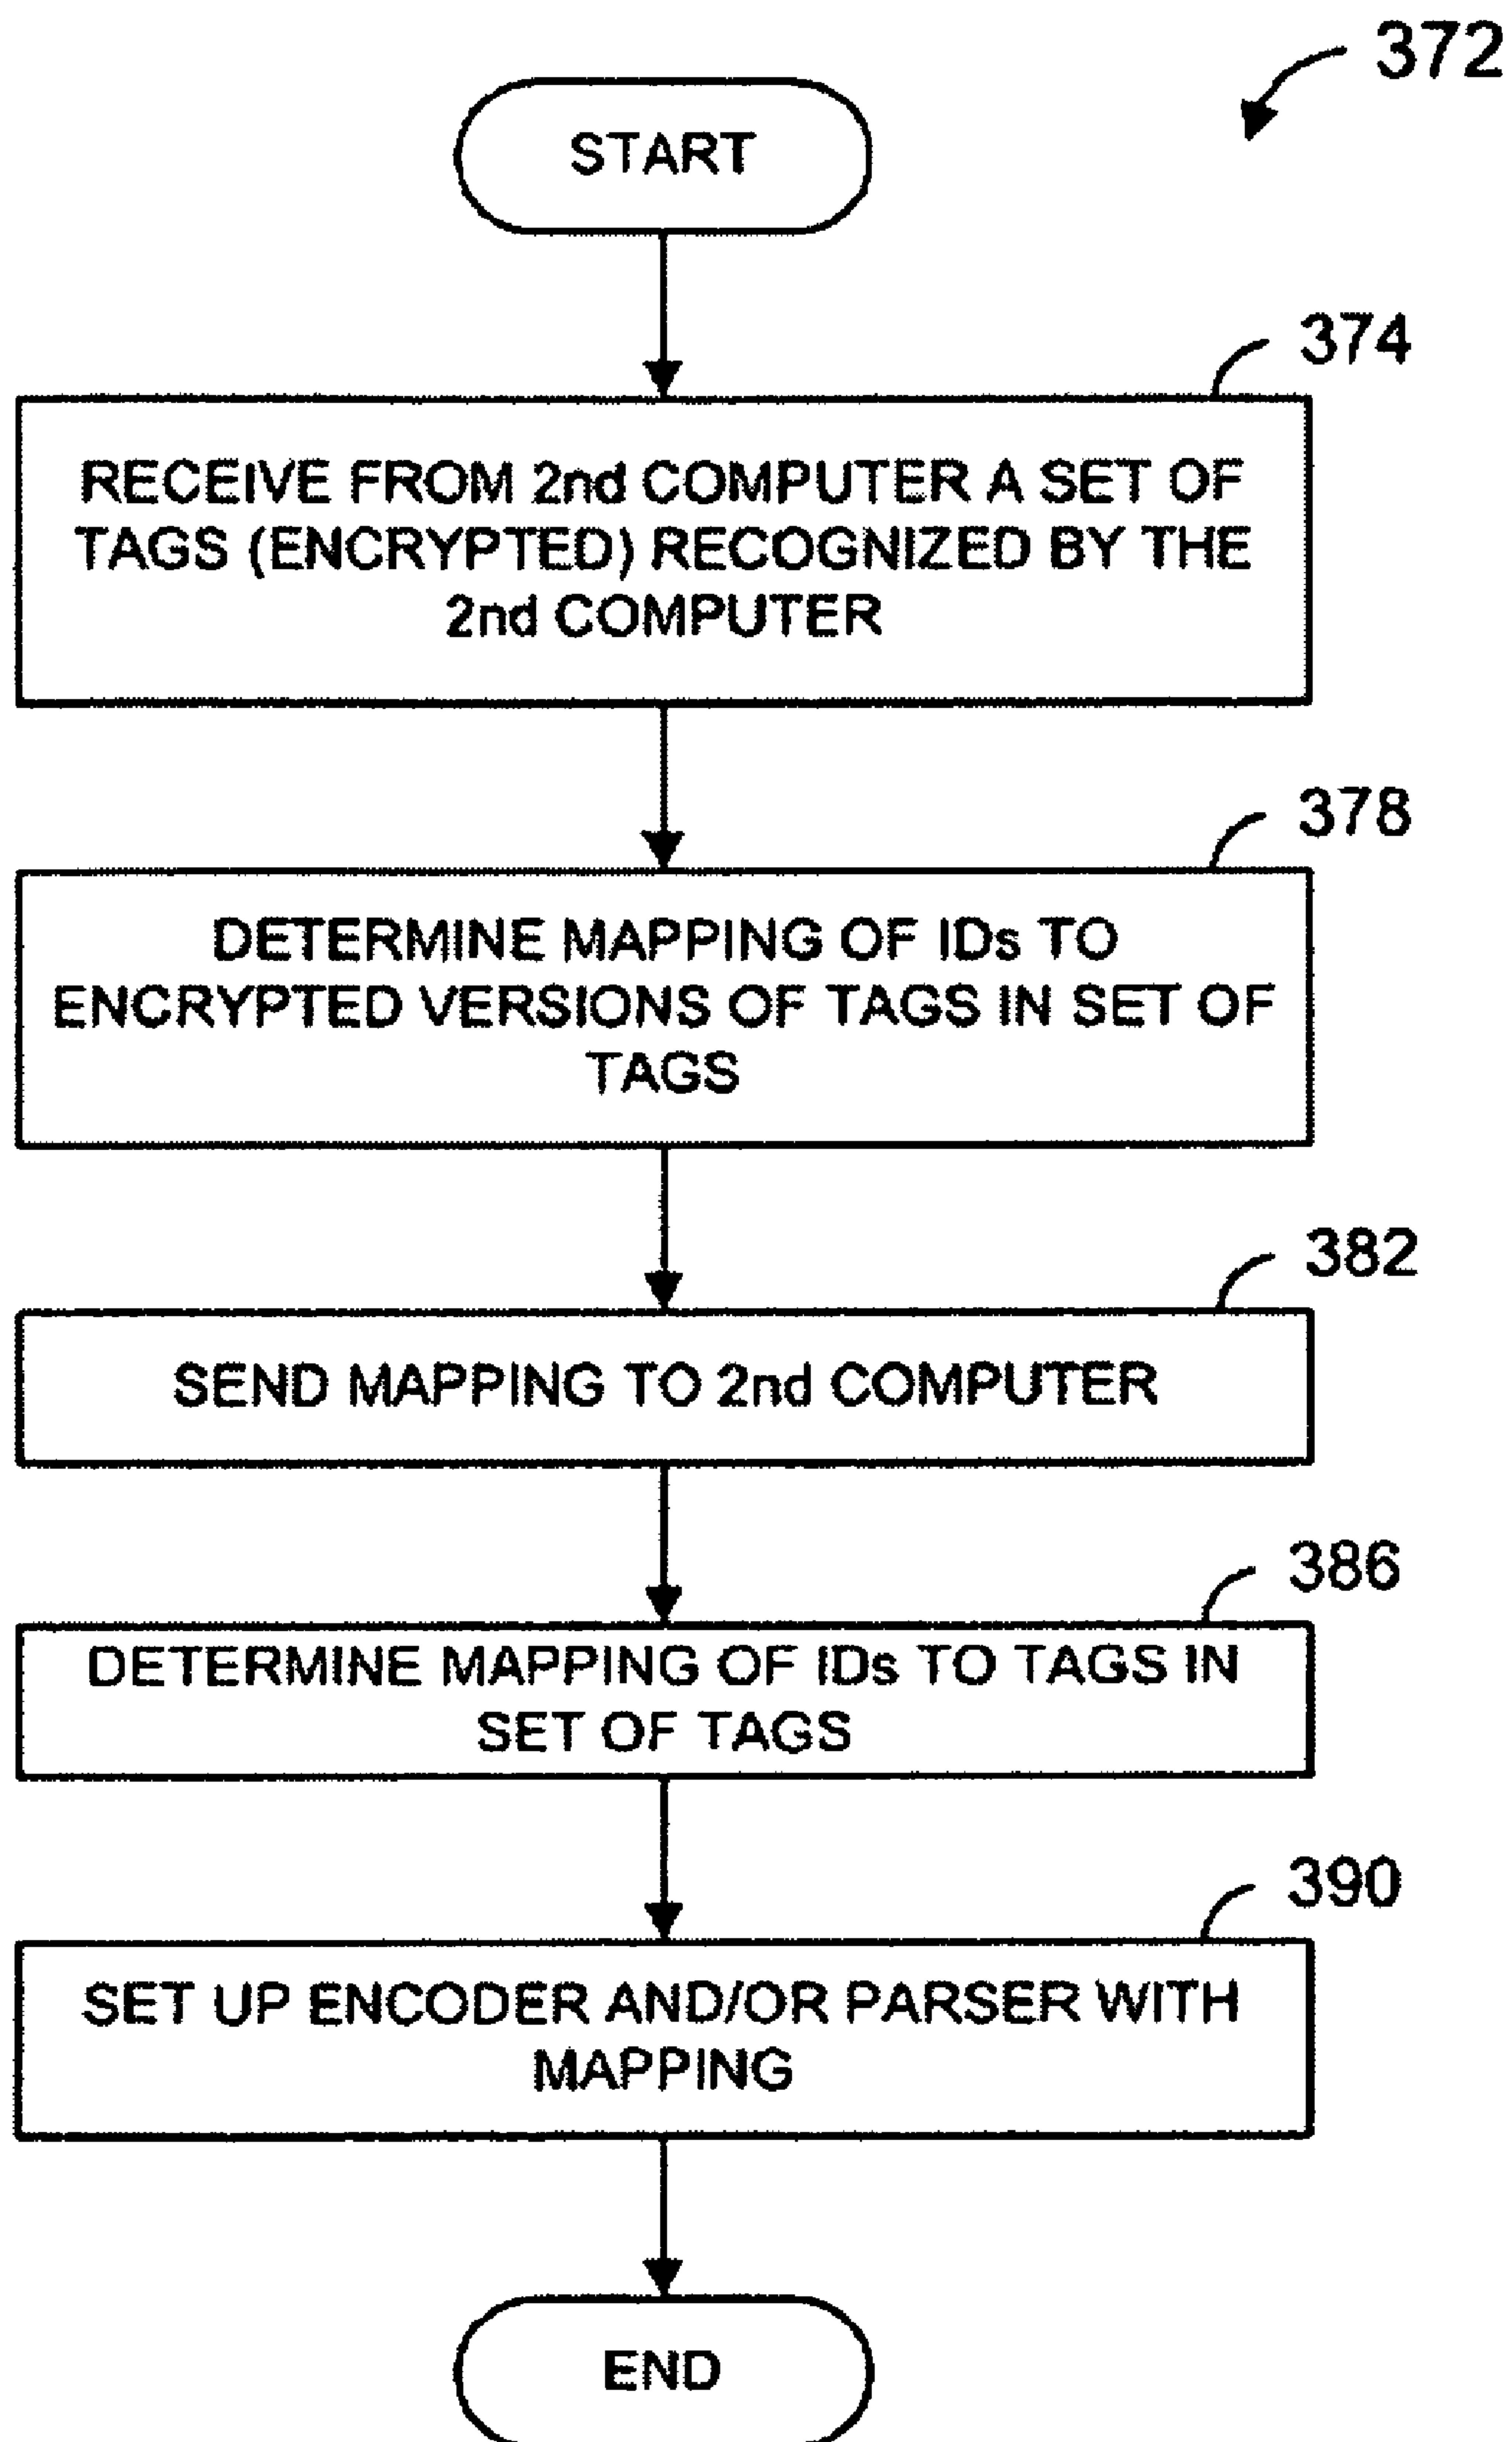 372
START
374
RECEIVE FROM 2nd COMPUTER A SET OF
TAGS (ENCRYPTED) RECOGNIZED BY THE
2nd COMPUTER
378
DETERMINE MAPPING OF IDs TO
ENCRYPTED VERSIONS OF TAGS IN SET OF
TAGS
382
SEND MAPPING TO 2nd COMPUTER
386
DETERMINE MAPPING OF IDs TO TAGS IN
SET OF TAGS
390
SET UP ENCODER AND/OR PARSER WITH
MAPPING
END